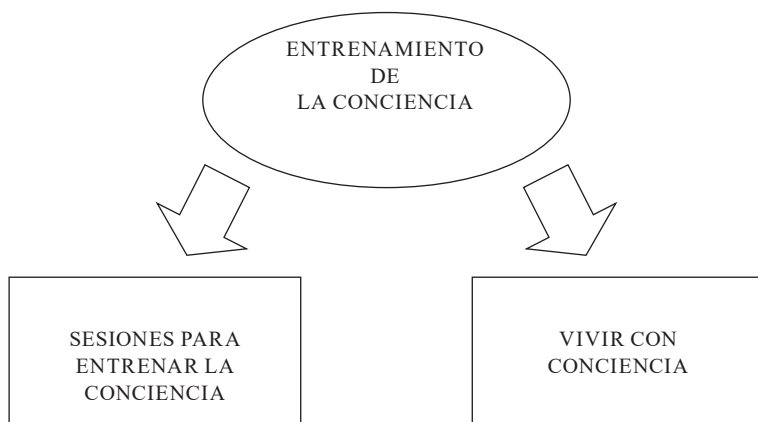 ENTRENAMIENTO
DE
LA CONCIENCIA
SESIONES PARA
ENTRENAR LA
CONCIENCIA
VIVIR CON
CONCIENCIA